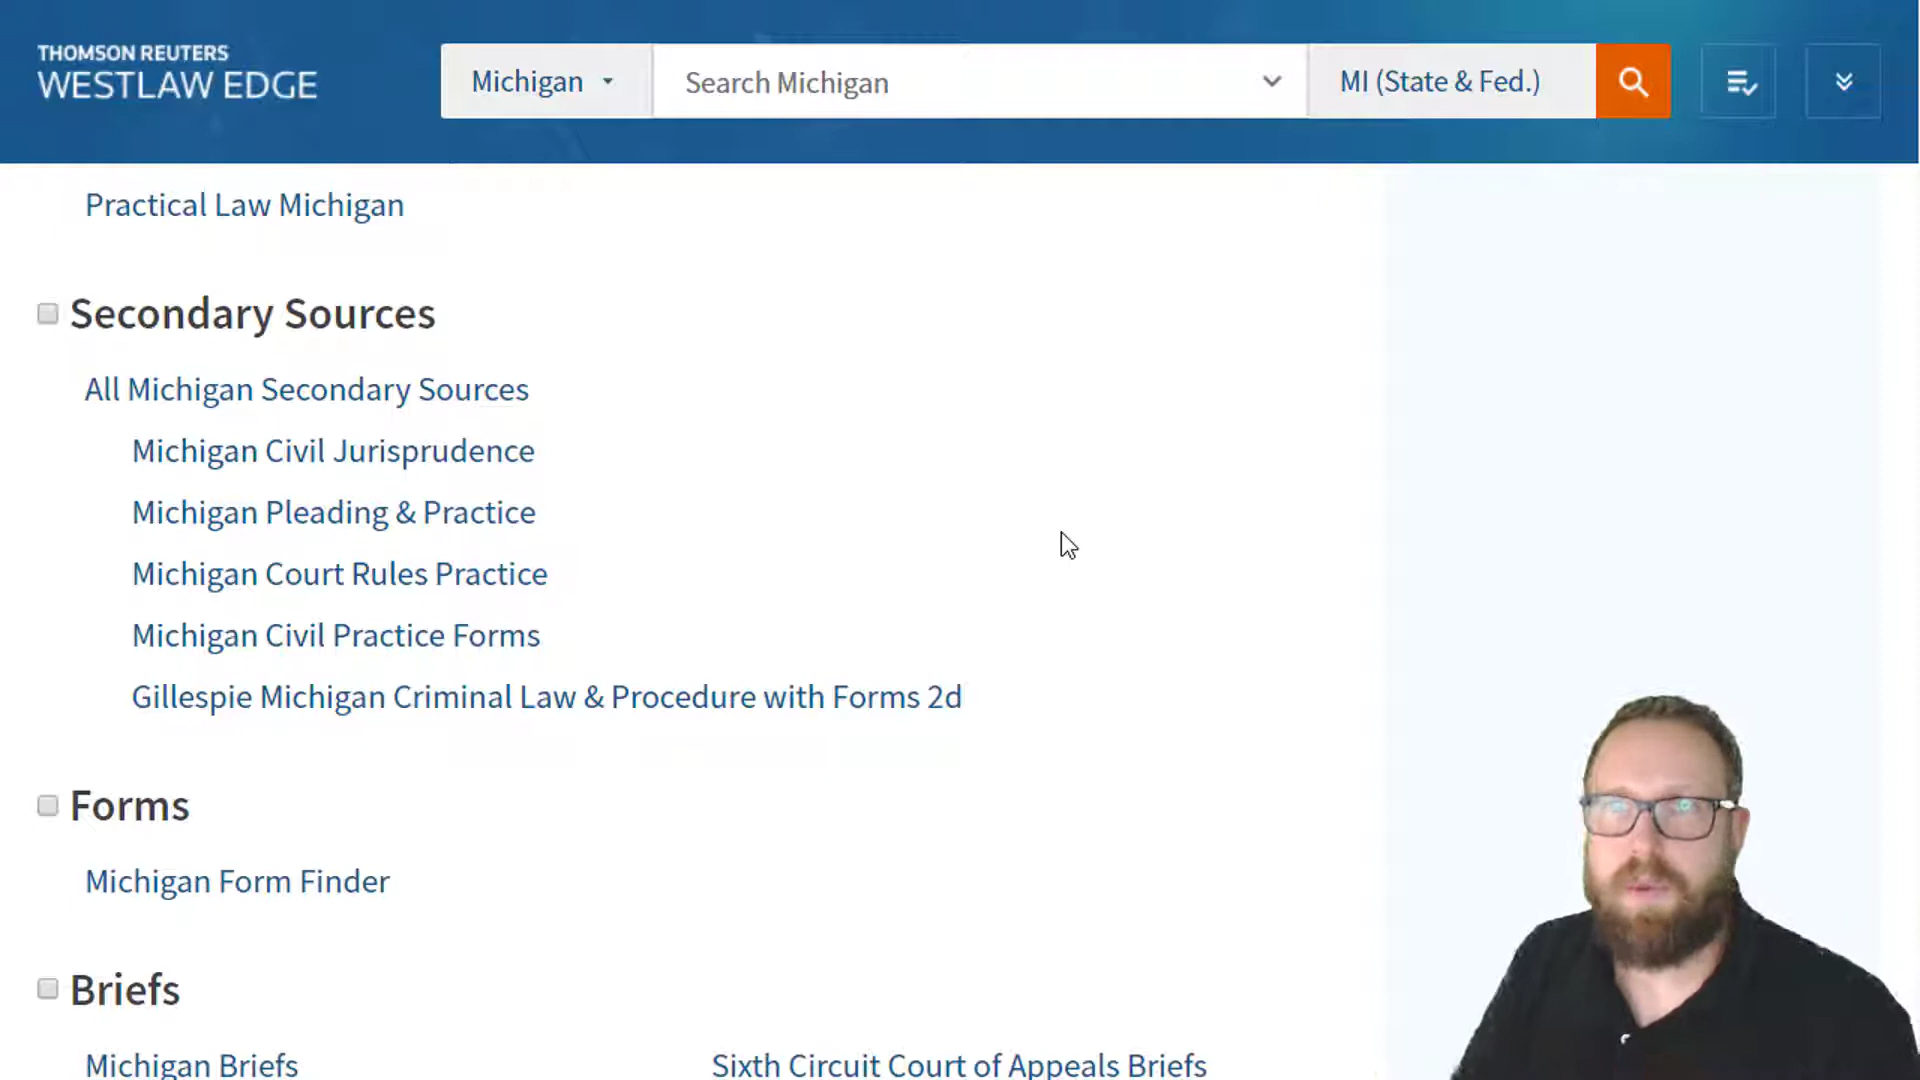 THOMSON REUTERS
WESTLAW EDGE
Michigan
Search Michigan
MI (State & Fed.)
Practical Law Michigan
Secondary Sources
All Michigan Secondary Sources
Michigan Civil Jurisprudence
Michigan Pleading & Practice
Michigan Court Rules Practice
Michigan Civil Practice Forms
Gillespie Michigan Criminal Law & Procedure with Forms 2d
Forms
Michigan Form Finder
Briefs
Michigan Briefs
Sixth Circuit Court of Appeals Briefs